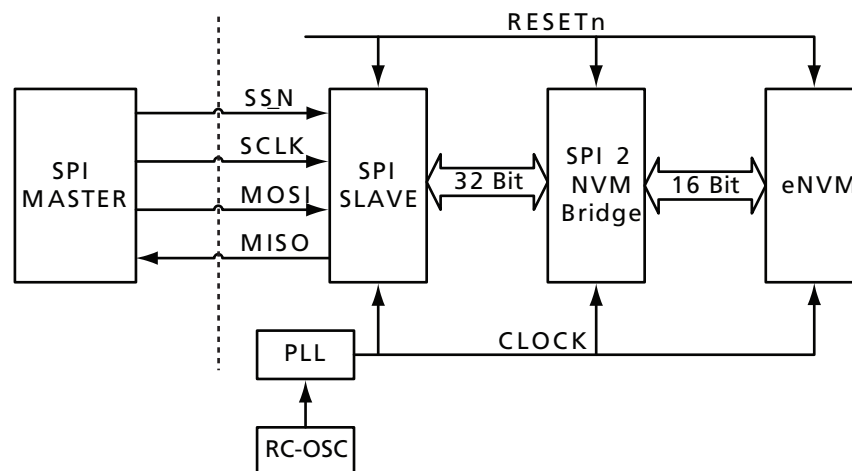 RESETn
SS_N
SCLK
MOSI
MISO
SPI
MASTER
SPI
SLAVE
32 Bit
SPI 2
NVM
Bridge
16 Bit
eNVM
PLL
CLOCK
RC-OSC